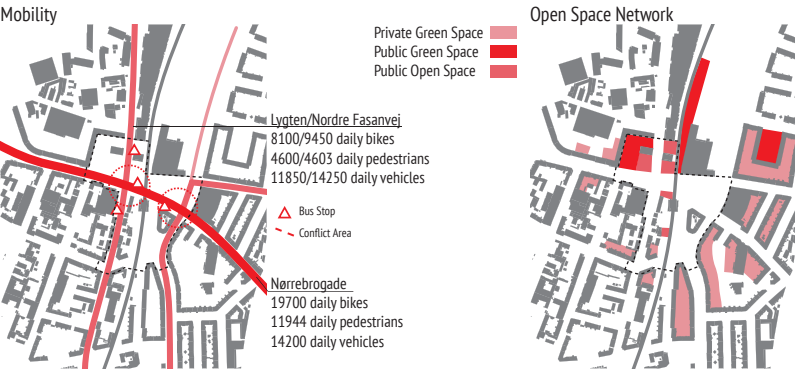 Mobility
Open Space Network
Private Green Space
Public Green Space
Public Open Space
Lygten/Nordre Fasanvej
8100/9450 daily bikes
4600/4603 daily pedestrians
11850/14250 daily vehicles
Bus Stop
Conflict Area
Nørrebrogade
19700 daily bikes
11944 daily pedestrians
14200 daily vehicles